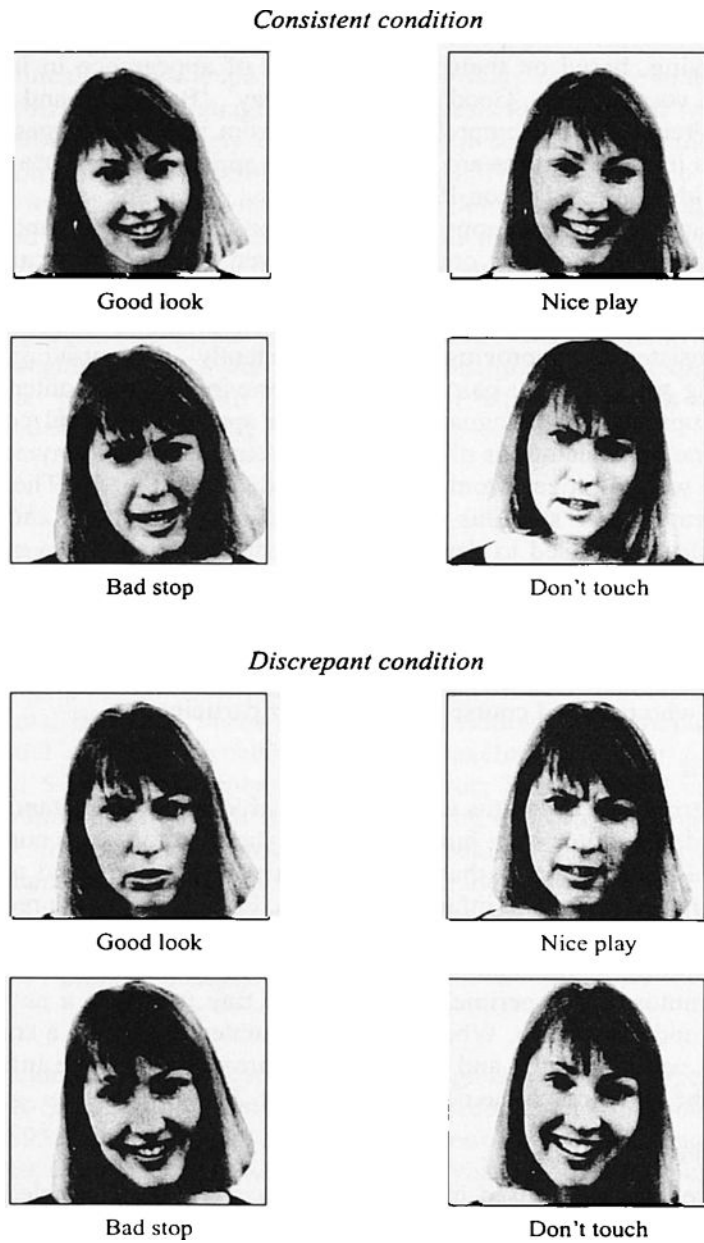 Consistent condition
Good look
Nice play
Bad stop
Don't touch
Discrepant condition
Good look
Nice play
Bad stop
Don't touch